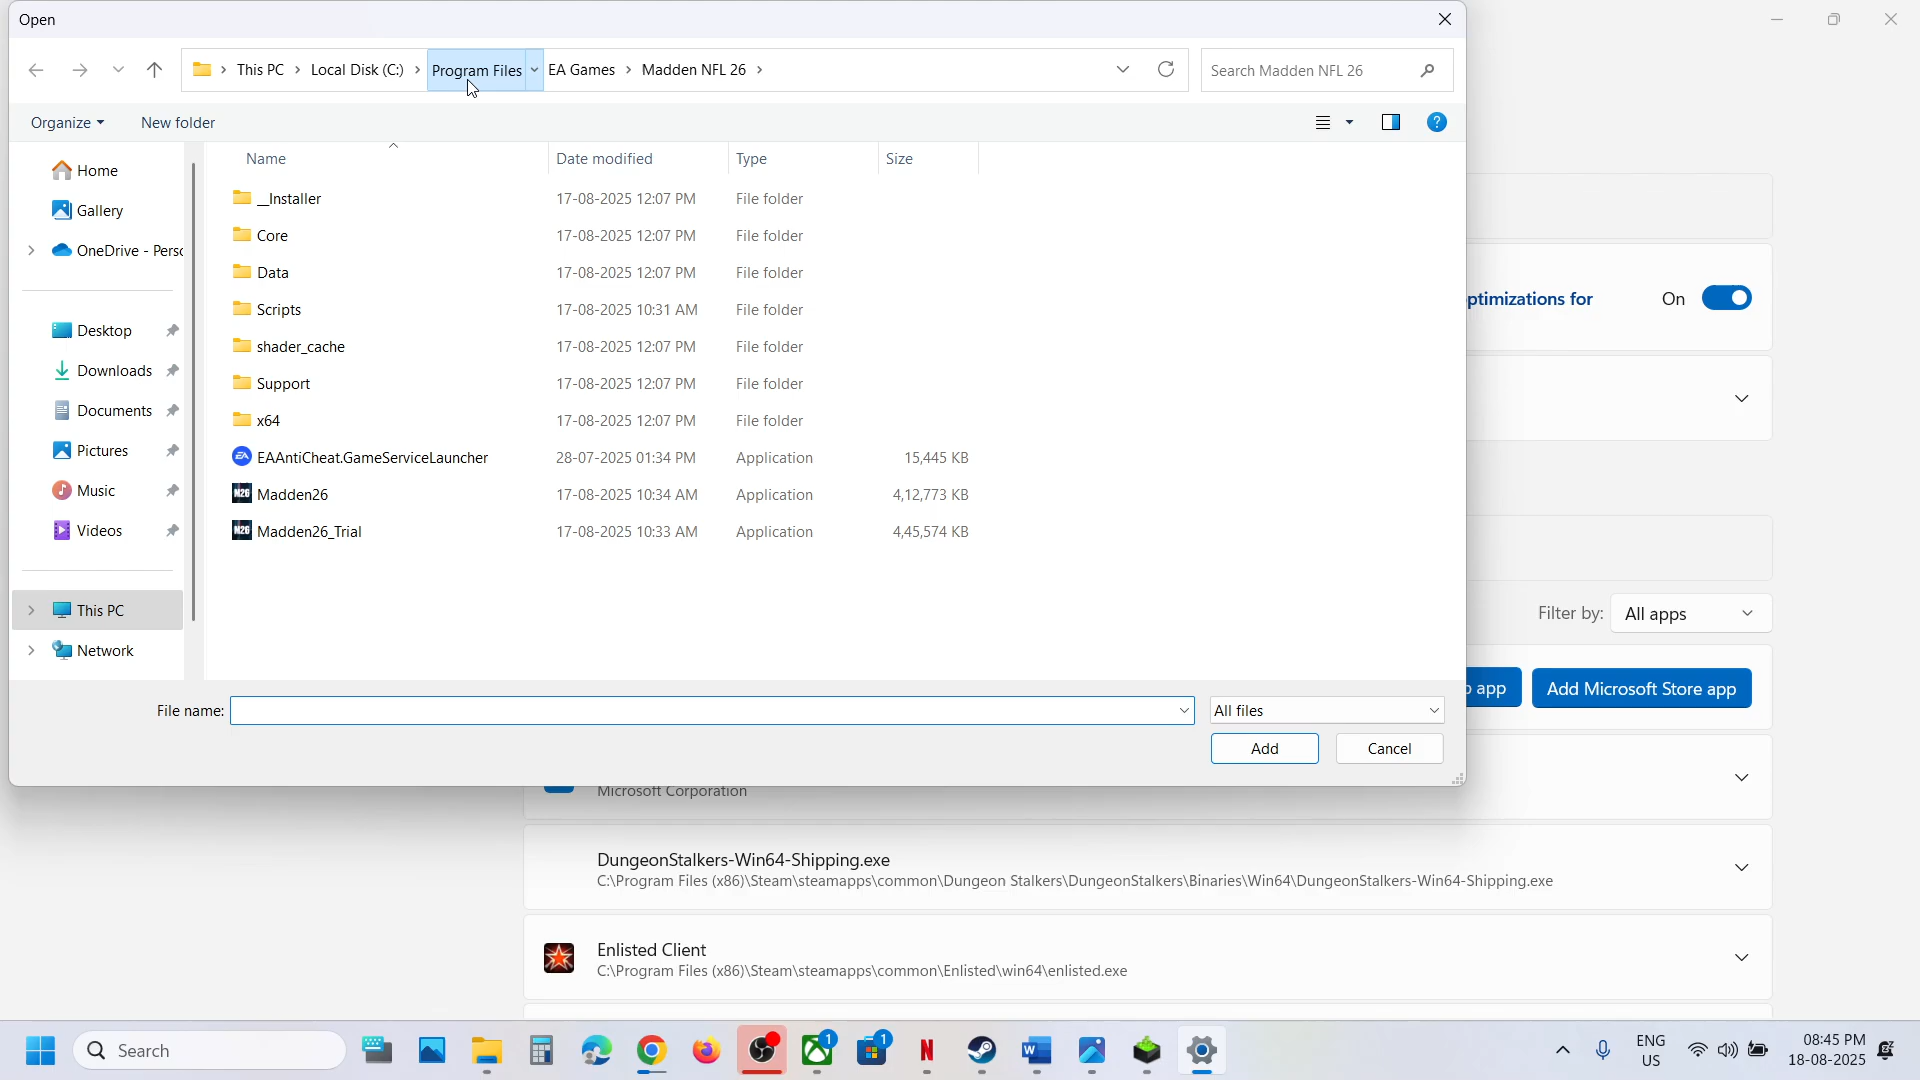 Open
This PC > Local Disk (C:) > Program Files EA Games > Madden NFL 26 >
Search Madden NFL 26
Organize
New folder
Name
Date modified
Type
Size
Home
Gallery
OneDrive - Pers
Desktop
Downloads
Documents
Pictures
Music
Videos
This PC
Network
__Installer 17-08-2025 12:07 PM File folder
Core 17-08-2025 12:07 PM File folder
Data 17-08-2025 12:07 PM File folder
Scripts 17-08-2025 10:31 AM File folder
shader_cache 17-08-2025 12:07 PM File folder
Support 17-08-2025 12:07 PM File folder
x64 17-08-2025 12:07 PM File folder
EAAntiCheat.GameServiceLauncher 28-07-2025 01:34 PM Application 15,445 KB
Madden26 17-08-2025 10:34 AM Application 4,12,773 KB
Madden26_Trial 17-08-2025 10:33 AM Application 4,45,574 KB
File name:
All files
Add
Cancel
ptimizations for
On
Filter by:
All apps
app
Add Microsoft Store app
Microsoft Corporation
DungeonStalkers-Win64-Shipping.exe
C:\Program Files (x86)\Steam\steamapps\common\Dungeon Stalkers\DungeonStalkers\Binaries\Win64\DungeonStalkers-Win64-Shipping.exe
Enlisted Client
C:\Program Files (x86)\Steam\steamapps\common\Enlisted\win64\enlisted.exe
Search
1
1
ENG
US
08:45 PM
18-08-2025